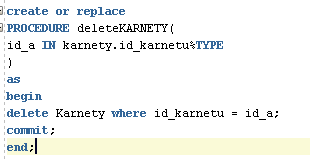 create or replace
PROCEDURE deleteKARNETY(
id_a IN karnety.id_karnetu%TYPE
)
as
begin
delete Karnety where id_karnetu = id_a;
commit;
end;